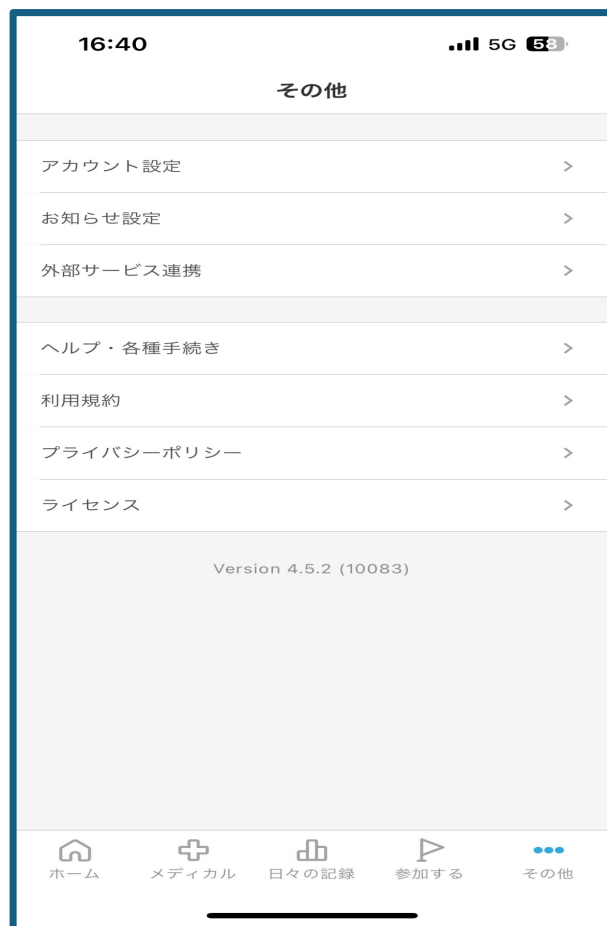 16:40 5G 58
その他
アカウント設定
お知らせ設定
外部サービス連携
ヘルプ・各種手続き
利用規約
プライバシーポリシー
ライセンス
Version 4.5.2 (10083)
ホーム メディカル 日々の記録 参加する その他